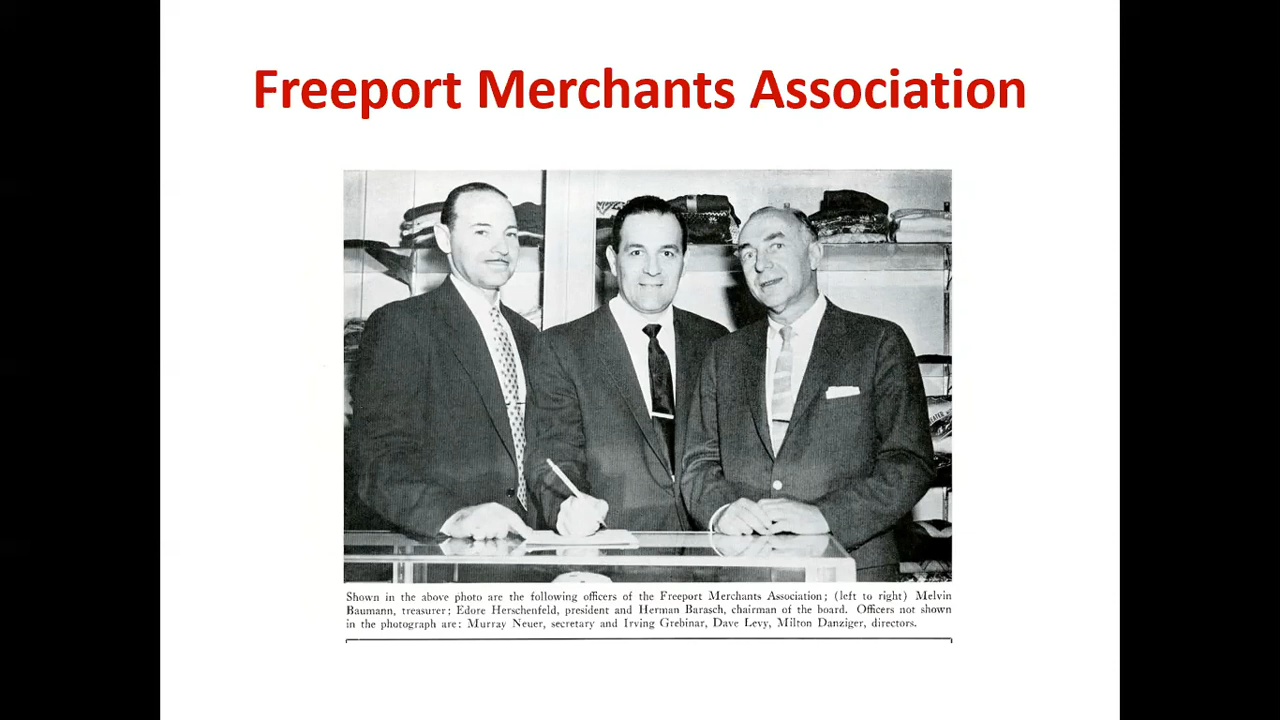 Freeport Merchants Association
Shown in the above photo are the following officers of the Freeport Merchants Association; (left to right) Melvin
Baumann, treasurer; Edore Herschenfeld, president and Herman Barasch, chairman of the board. Officers not shown
in the photograph are: Murray Neuer, secretary and Irving Grebinar, Dave Levy, Milton Danziger, directors.